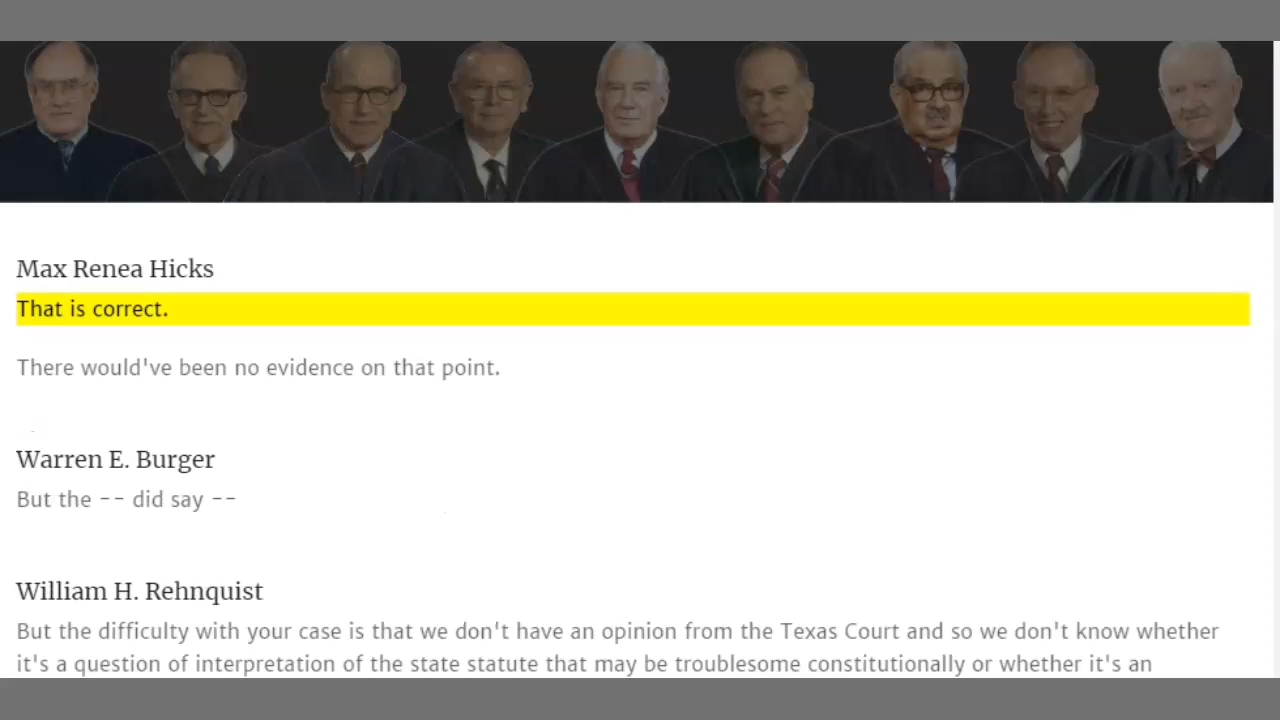 Max Renea Hicks
That is correct.
There would've been no evidence on that point.
Warren E. Burger
But the -- did say --
William H. Rehnquist
But the difficulty with your case is that we don't have an opinion from the Texas Court and so we don't know whether
it's a question of interpretation of the state statute that may be troublesome constitutionally or whether it's an